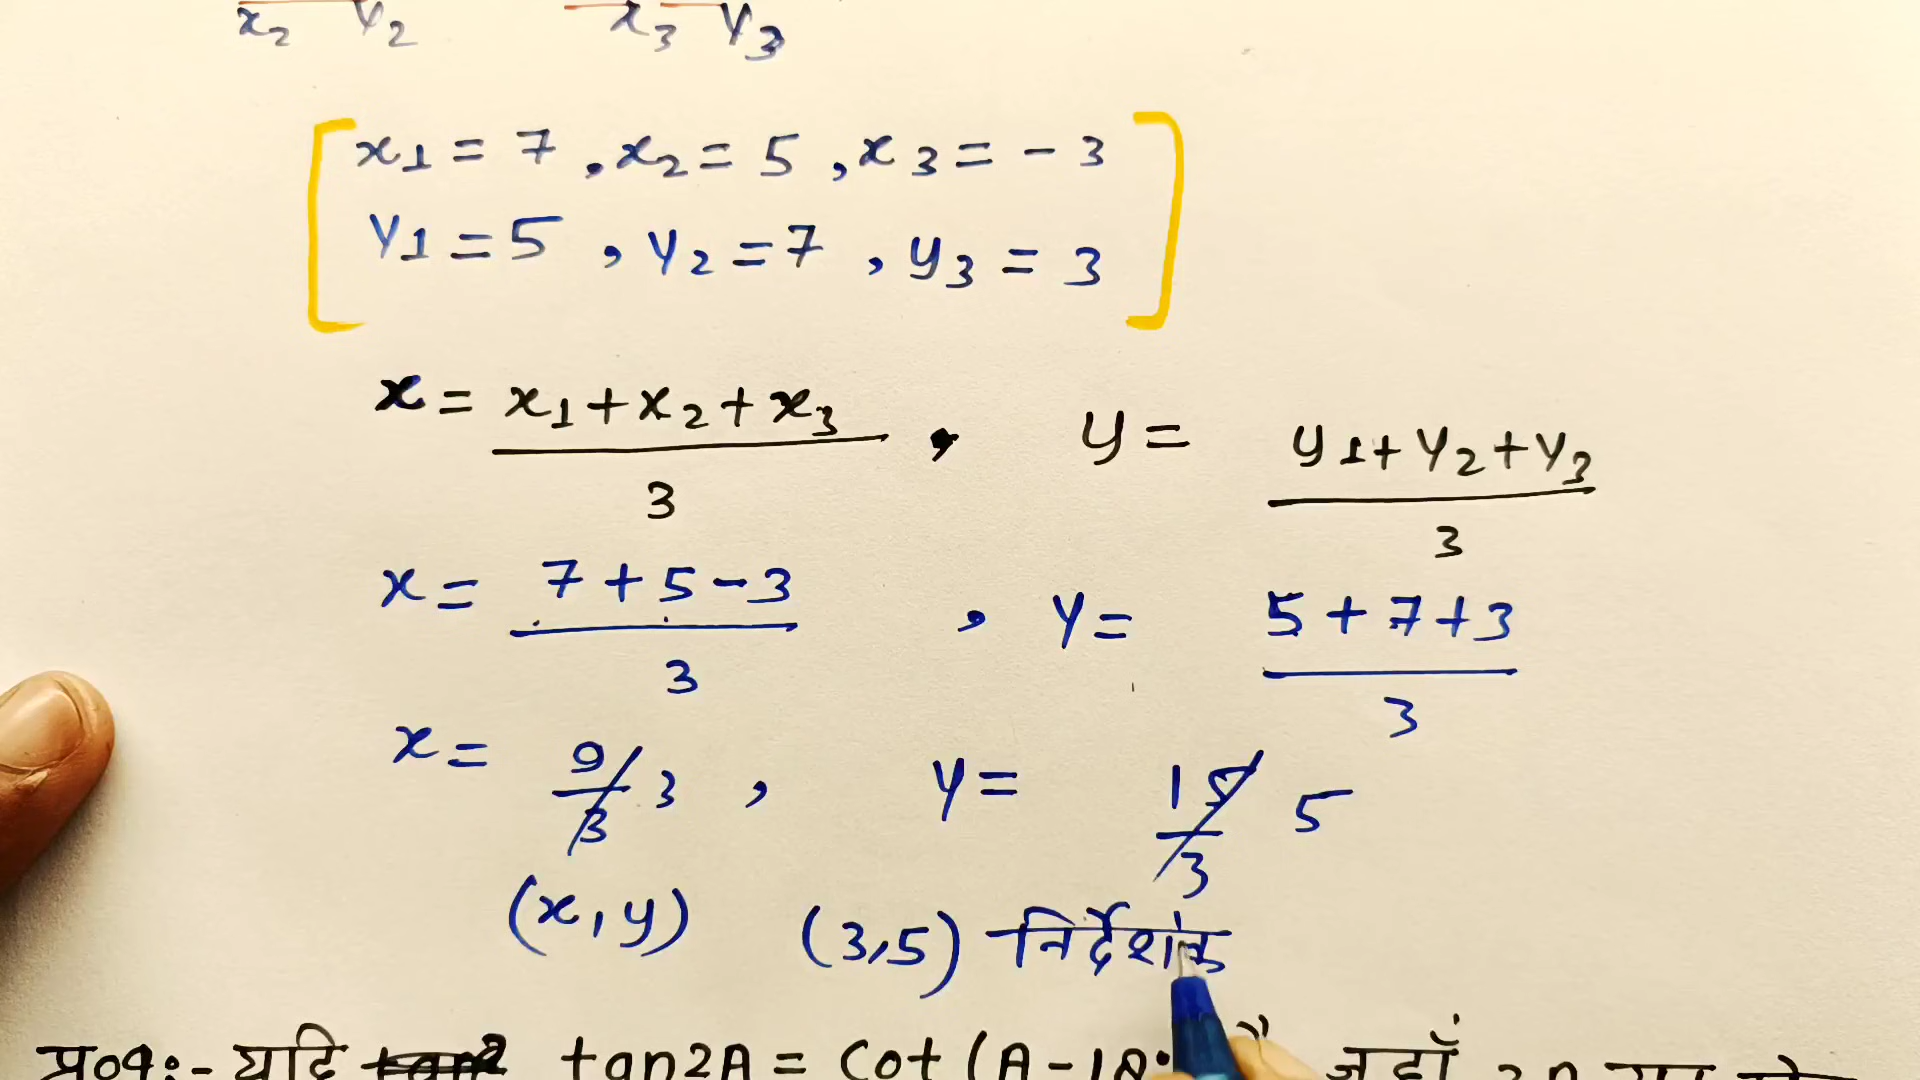 x2 y2 x3 y3
x1 = 7, x2 = 5, x3 = -3
y1 = 5, y2 = 7, y3 = 3
x = x1+x2+x3 / 3, y = y1+y2+y3 / 3
x = 7+5-3 / 3, y = 5+7+3 / 3
x = 9/3 3, y = 15/3 5
(x,y) (3,5) निर्देशांक
प्र०9:- यदि tan2A = cot (A-18° जहाँ